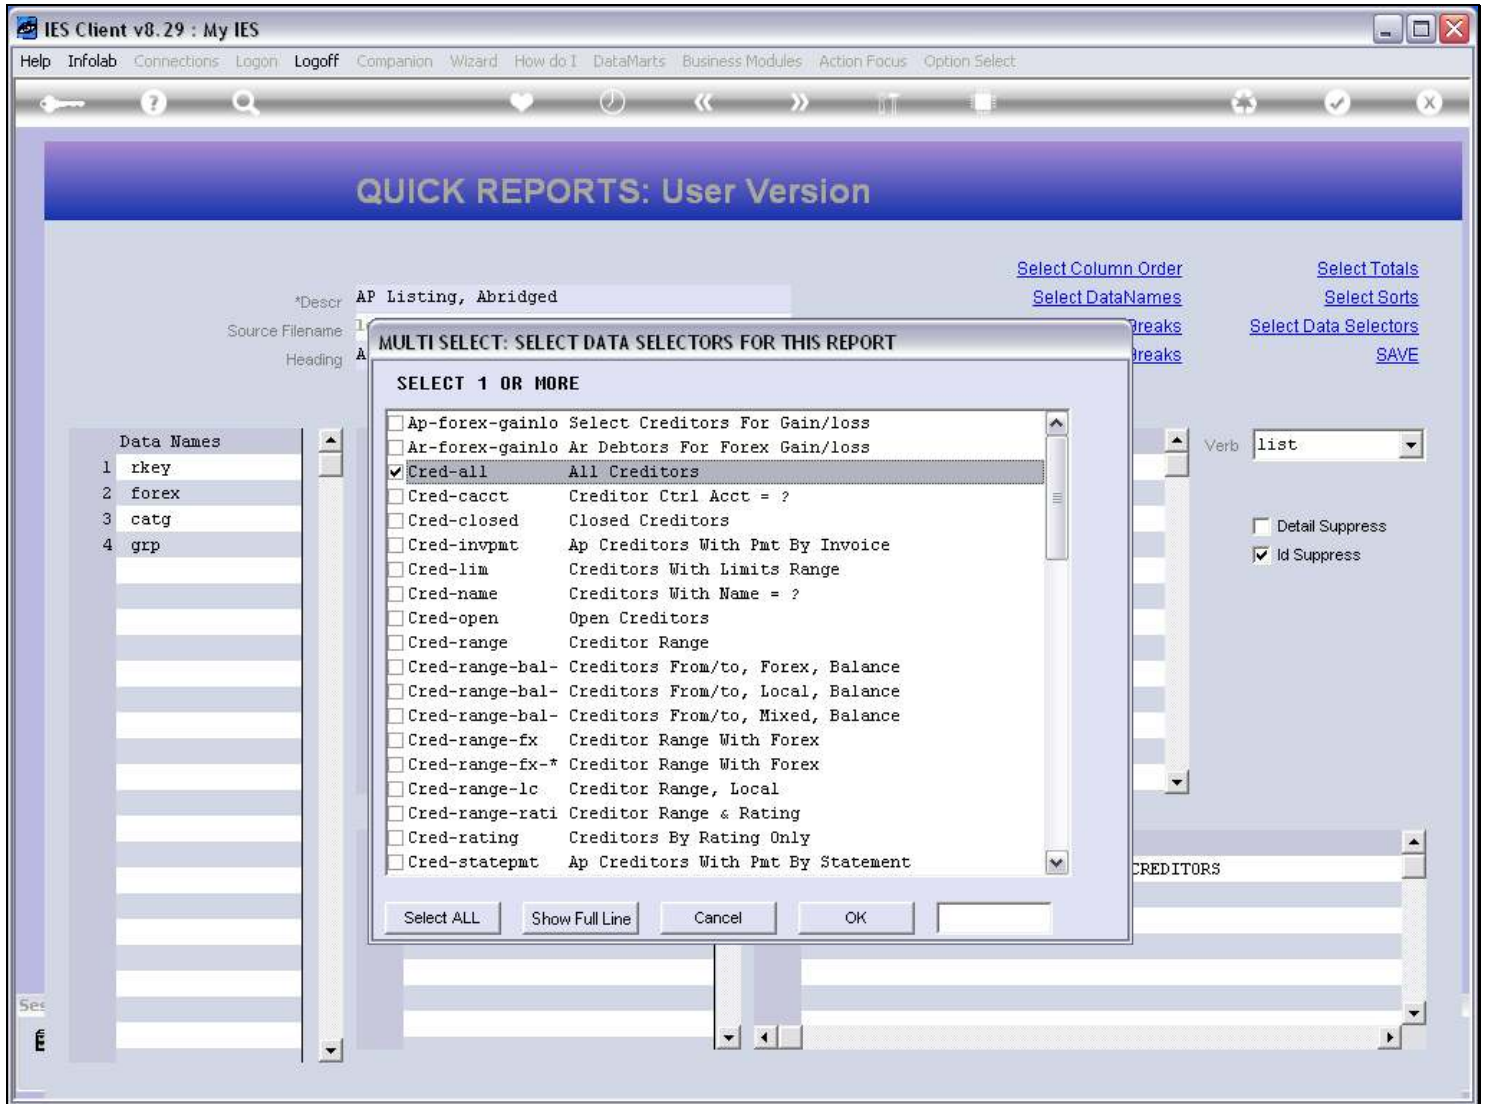 IES Client v8.29 : My IES
Help Infolab Connections Logon Logoff Companion Wizard How do I DataMarts Business Modules Action Focus Option Select
QUICK REPORTS: User Version
Select Column Order Select Totals
*Descr AP Listing, Abridged Select DataNames Select Sorts
Source Filename Breaks Select Data Selectors
Heading A Breaks SAVE
MULTI SELECT: SELECT DATA SELECTORS FOR THIS REPORT
SELECT 1 OR MORE
Ap-forex-gainlo Select Creditors For Gain/loss
Ar-forex-gainlo Ar Debtors For Forex Gain/loss
Cred-all All Creditors
Cred-cacct Creditor Ctrl Acct = ?
Cred-closed Closed Creditors
Cred-invpmt Ap Creditors With Pmt By Invoice
Cred-lim Creditors With Limits Range
Cred-name Creditors With Name = ?
Cred-open Open Creditors
Cred-range Creditor Range
Cred-range-bal- Creditors From/to, Forex, Balance
Cred-range-bal- Creditors From/to, Local, Balance
Cred-range-bal- Creditors From/to, Mixed, Balance
Cred-range-fx Creditor Range With Forex
Cred-range-fx-* Creditor Range With Forex
Cred-range-lc Creditor Range, Local
Cred-range-rati Creditor Range & Rating
Cred-rating Creditors By Rating Only
Cred-statepmt Ap Creditors With Pmt By Statement
Select ALL Show Full Line Cancel OK
Data Names
1 rkey
2 forex
3 catg
4 grp
Verb list
Detail Suppress
Id Suppress
CREDITORS